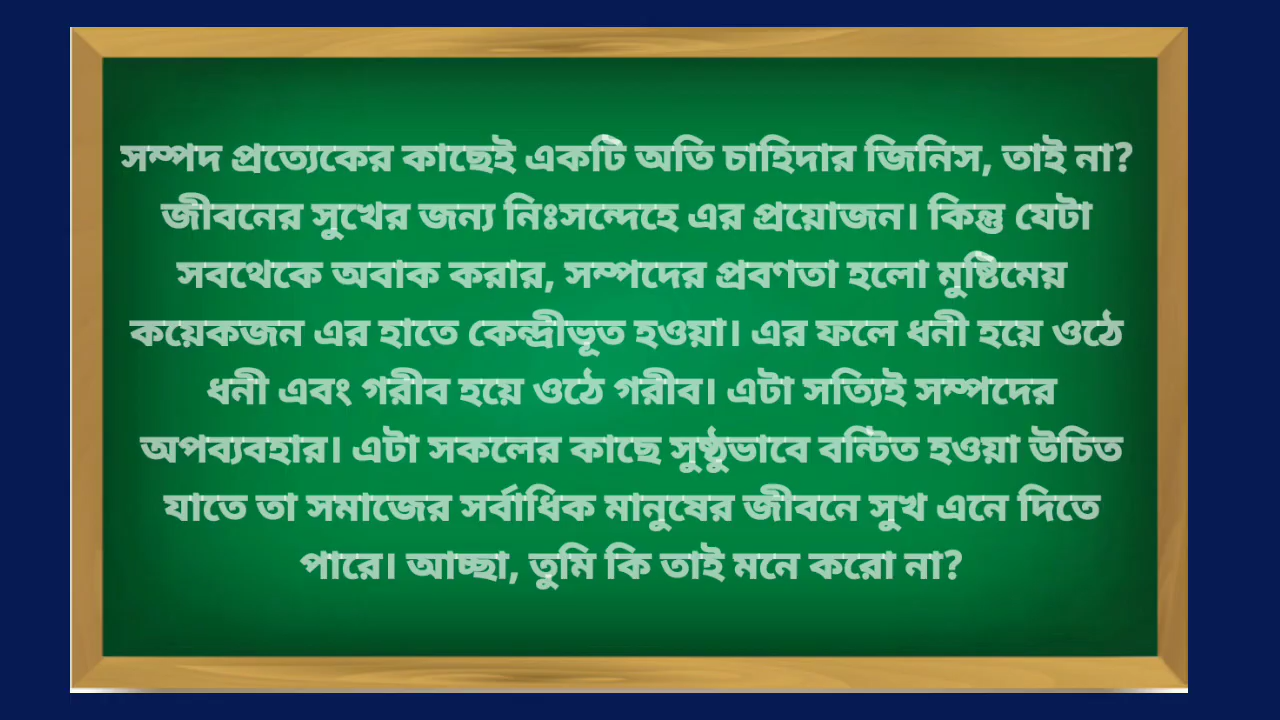 সম্পদ প্রত্যেকের কাছেই একটি অতি চাহিদার জিনিস, তাই না?
জীবনের সুখের জন্য নিঃসন্দেহে এর প্রয়োজন। কিন্তু যেটা
সবথেকে অবাক করার, সম্পদের প্রবণতা হলো মুষ্টিমেয়
কয়েকজন এর হাতে কেন্দ্রীভূত হওয়া। এর ফলে ধনী হয়ে ওঠে
ধনী এবং গরীব হয়ে ওঠে গরীব। এটা সত্যিই সম্পদের
অপব্যবহার। এটা সকলের কাছে সুষ্ঠুভাবে বন্টিত হওয়া উচিত
যাতে তা সমাজের সর্বাধিক মানুষের জীবনে সুখ এনে দিতে
পারে। আচ্ছা, তুমি কি তাই মনে করো না?